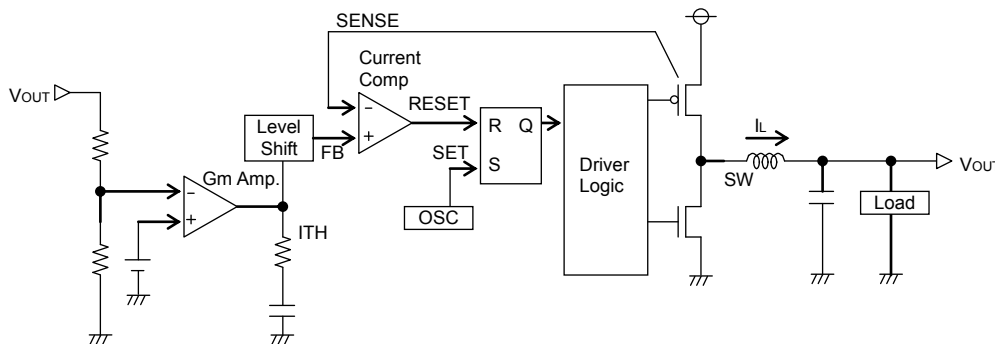 SENSE
Current
Comp
VOUT
RESET
Level
Shift
FB
R Q
SET
S
Driver
Logic
IL
VOUT
SW
Load
Gm Amp.
OSC
ITH